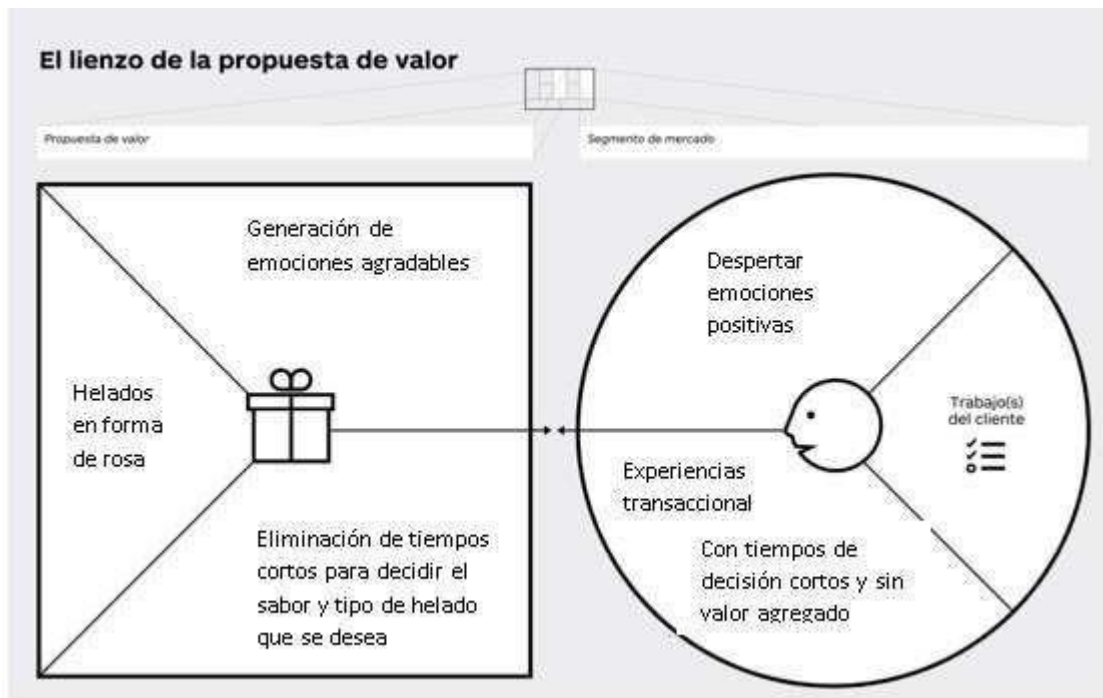 El lienzo de la propuesta de valor
Propuesta de valor
Segmento de mercado
Generación de
emociones agradables
Helados
en forma
de rosa
Eliminación de tiempos
cortos para decidir el
sabor y tipo de helado
que se desea
Despertar
emociones
positivas
Trabajo(s)
del cliente
Experiencias
transaccional
Con tiempos de
decisión cortos y sin
valor agregado